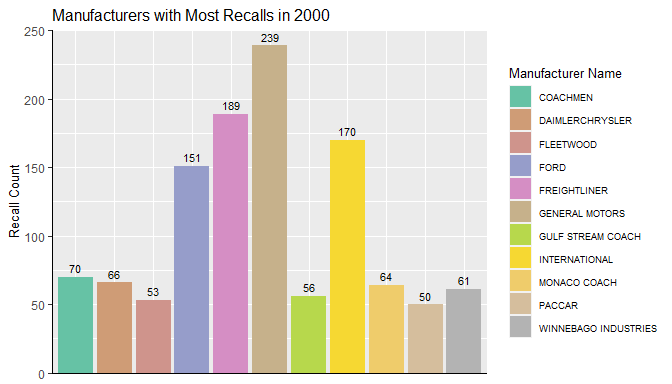 Manufacturers with Most Recalls in 2000
Recall Count
250
200
150
100
50
0
70
66
53
151
189
239
56
170
64
50
61
Manufacturer Name
COACHMEN
DAIMLERCHRYSLER
FLEETWOOD
FORD
FREIGHTLINER
GENERAL MOTORS
GULF STREAM COACH
INTERNATIONAL
MONACO COACH
PACCAR
WINNEBAGO INDUSTRIES